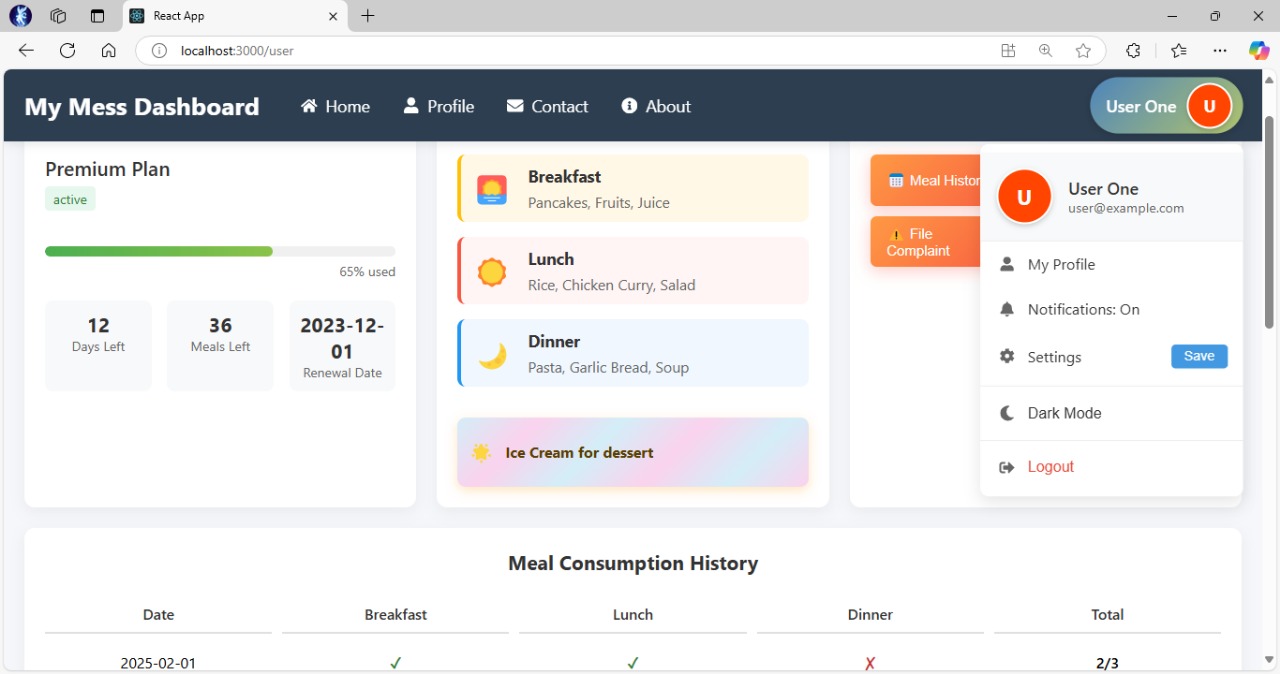 React App
localhost:3000/user
My Mess Dashboard
Home
Profile
Contact
About
User One
U
Premium Plan
active
65% used
12
Days Left
36
Meals Left
2023-12-
01
Renewal Date
Breakfast
Pancakes, Fruits, Juice
Lunch
Rice, Chicken Curry, Salad
Dinner
Pasta, Garlic Bread, Soup
Ice Cream for dessert
Meal Histor
File
Complaint
U
User One
user@example.com
My Profile
Notifications: On
Settings
Save
Dark Mode
Logout
Meal Consumption History
Date Breakfast Lunch Dinner Total
2025-02-01 ✓ ✓ ✗ 2/3